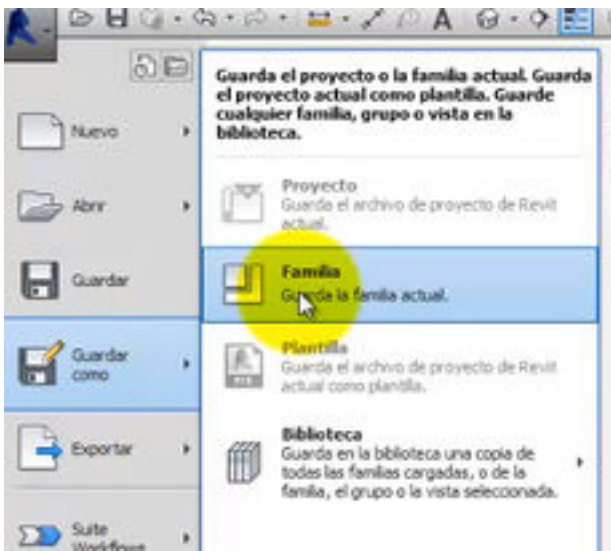 Guarda el proyecto o la familia actual. Guarda
el proyecto actual como plantilla. Guarde
cualquier familia, grupo o vista en la
biblioteca.
Nuevo
Abrir
Guardar
Guardar
como
Exportar
Suite
Workflows
Proyecto
Guarda el archivo de proyecto de Revit
actual.
Familia
Guarda la familia actual.
Plantilla
Guarda el archivo de proyecto de Revit
actual como plantilla.
Biblioteca
Guarda en la biblioteca una copia de
todas las familias cargadas, o de la
familia, el grupo o la vista seleccionada.